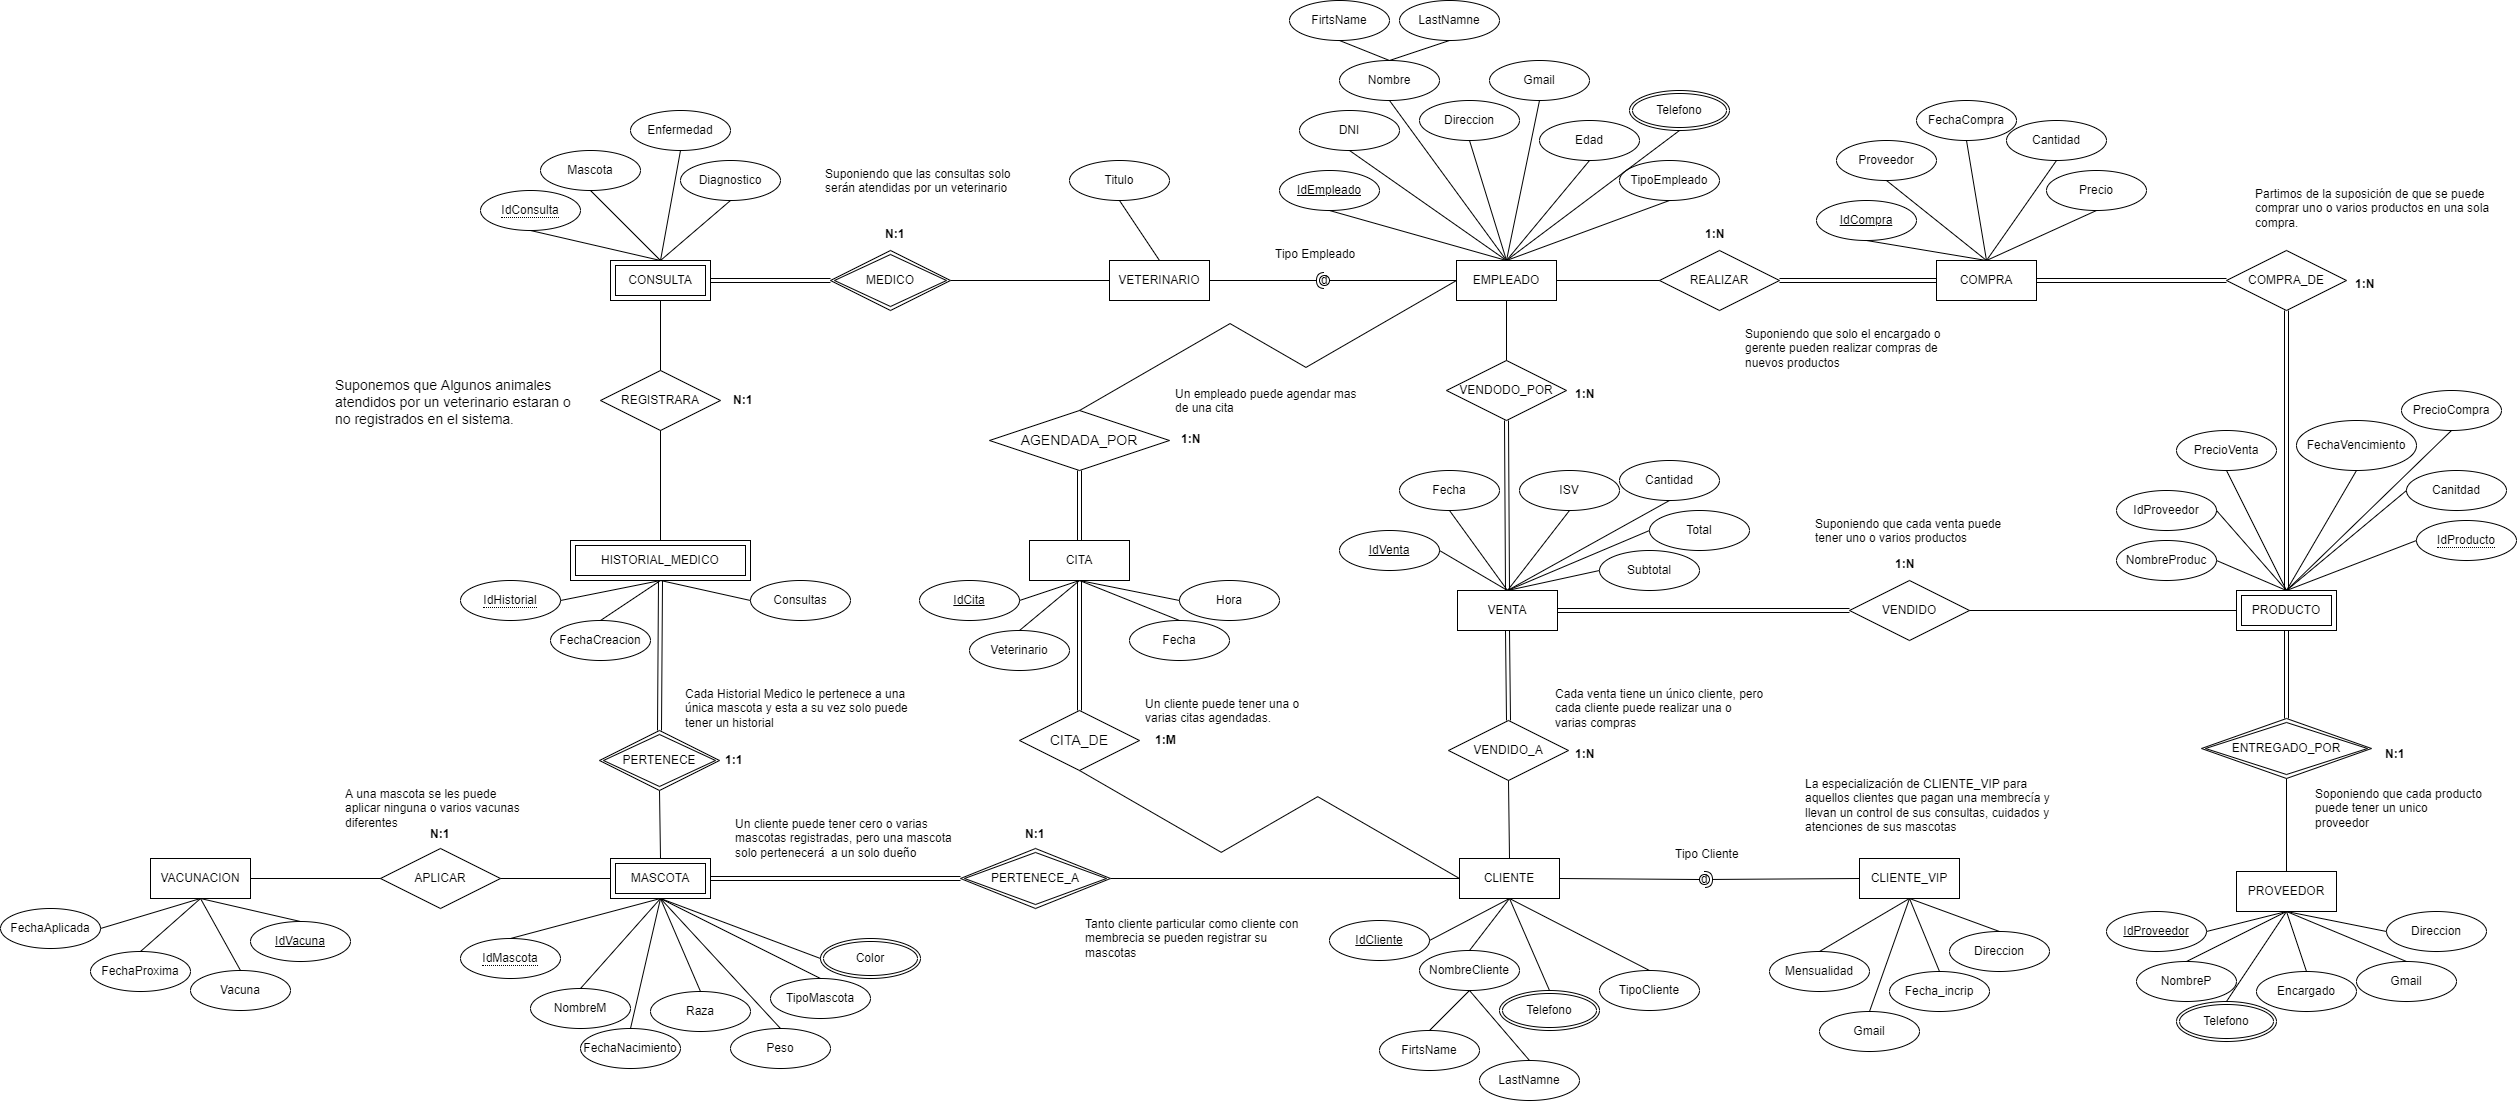 FirtsName
LastNamne
Nombre
Gmail
Telefono
DNI
Direccion
Edad
IdEmpleado
TipoEmpleado
Enfermedad
Mascota
Diagnostico
IdConsulta
Suponiendo que las consultas solo
serán atendidas por un veterinario
Titulo
FechaCompra
Proveedor
Cantidad
Precio
IdCompra
Partimos de la suposición de que se puede
comprar uno o varios productos en una sola
compra.
N:1
Tipo Empleado
1:N
CONSULTA
MEDICO
VETERINARIO
@
EMPLEADO
REALIZAR
COMPRA
COMPRA_DE
1:N
Suponiendo que solo el encargado o
gerente pueden realizar compras de
nuevos productos
Suponemos que Algunos animales
atendidos por un veterinario estaran o
no registrados en el sistema.
REGISTRARA
N:1
Un empleado puede agendar mas
de una cita
VENDODO_POR
1:N
AGENDADA_POR
1:N
PrecioCompra
PrecioVenta
FechaVencimiento
IdProveedor
Canitdad
NombreProduc
IdProducto
Fecha
ISV
Cantidad
IdVenta
Total
Subtotal
Suponiendo que cada venta puede
tener uno o varios productos
1:N
HISTORIAL_MEDICO
IdHistorial
Consultas
FechaCreacion
CITA
IdCita
Hora
Veterinario
Fecha
VENTA
VENDIDO
PRODUCTO
Cada Historial Medico le pertenece a una
única mascota y esta a su vez solo puede
tener un historial
PERTENECE
1:1
Un cliente puede tener una o
varias citas agendadas.
CITA_DE
1:M
Cada venta tiene un único cliente, pero
cada cliente puede realizar una o
varias compras
VENDIDO_A
1:N
ENTREGADO_POR
N:1
Soponiendo que cada producto
puede tener un unico
proveedor
A una mascota se les puede
aplicar ninguna o varios vacunas
diferentes
N:1
Un cliente puede tener cero o varias
mascotas registradas, pero una mascota
solo pertenecerá a un solo dueño
N:1
La especialización de CLIENTE_VIP para
aquellos clientes que pagan una membrecía y
llevan un control de sus consultas, cuidados y
atenciones de sus mascotas
Tipo Cliente
VACUNACION
APLICAR
MASCOTA
PERTENECE_A
CLIENTE
@
CLIENTE_VIP
PROVEEDOR
FechaAplicada
IdVacuna
FechaProxima
Vacuna
IdMascota
Color
NombreM
Raza
TipoMascota
FechaNacimiento
Peso
Tanto cliente particular como cliente con
membrecia se pueden registrar su
mascotas
IdCliente
NombreCliente
Telefono
TipoCliente
FirtsName
LastNamne
Mensualidad
Direccion
Fecha_incrip
Gmail
IdProveedor
Direccion
NombreP
Encargado
Gmail
Telefono